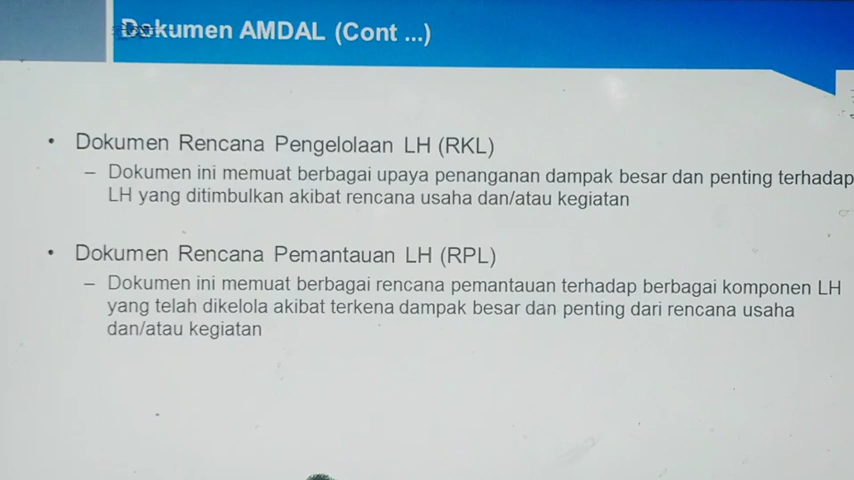 Dokumen AMDAL (Cont ...)
• Dokumen Rencana Pengelolaan LH (RKL)
– Dokumen ini memuat berbagai upaya penanganan dampak besar dan penting terhadap
LH yang ditimbulkan akibat rencana usaha dan/atau kegiatan
• Dokumen Rencana Pemantauan LH (RPL)
– Dokumen ini memuat berbagai rencana pemantauan terhadap berbagai komponen LH
yang telah dikelola akibat terkena dampak besar dan penting dari rencana usaha
dan/atau kegiatan